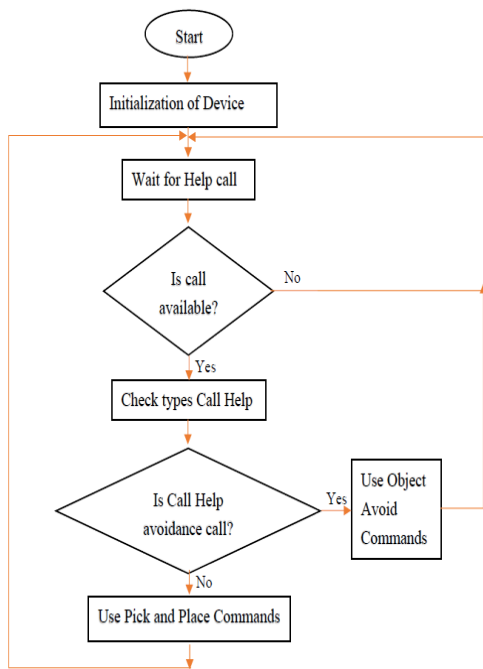 Start
Initialization of Device
Wait for Help call
Is call
available?
No
Yes
Check types Call Help
Is Call Help
avoidance call?
Yes
Use Object
Avoid
Commands
No
Use Pick and Place Commands